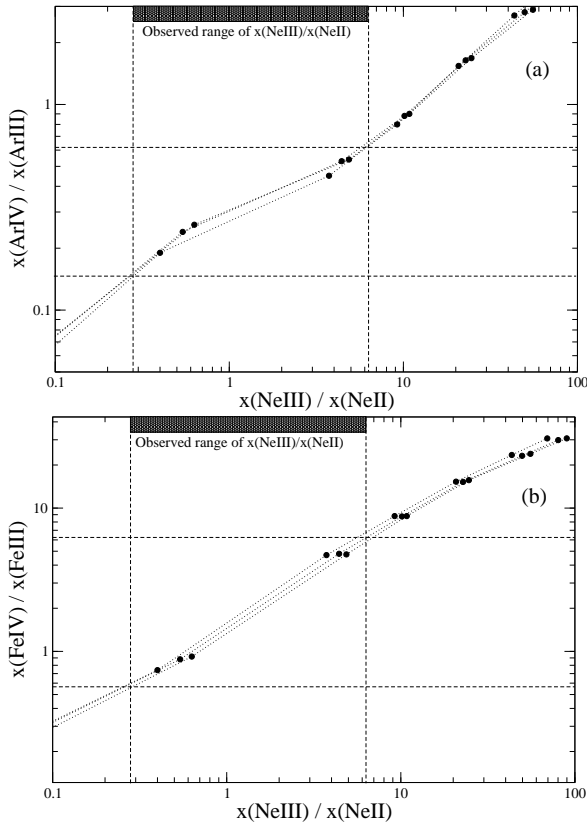 Observed range of x(NeIII)/x(NeII)
(a)
1
0.1
x(ArIV) / x(ArIII)
0.1
1
10
100
x(NeIII) / x(NeII)
Observed range of x(NeIII)/x(NeII)
(b)
10
1
x(FeIV) / x(FeIII)
0.1
1
10
100
x(NeIII) / x(NeII)